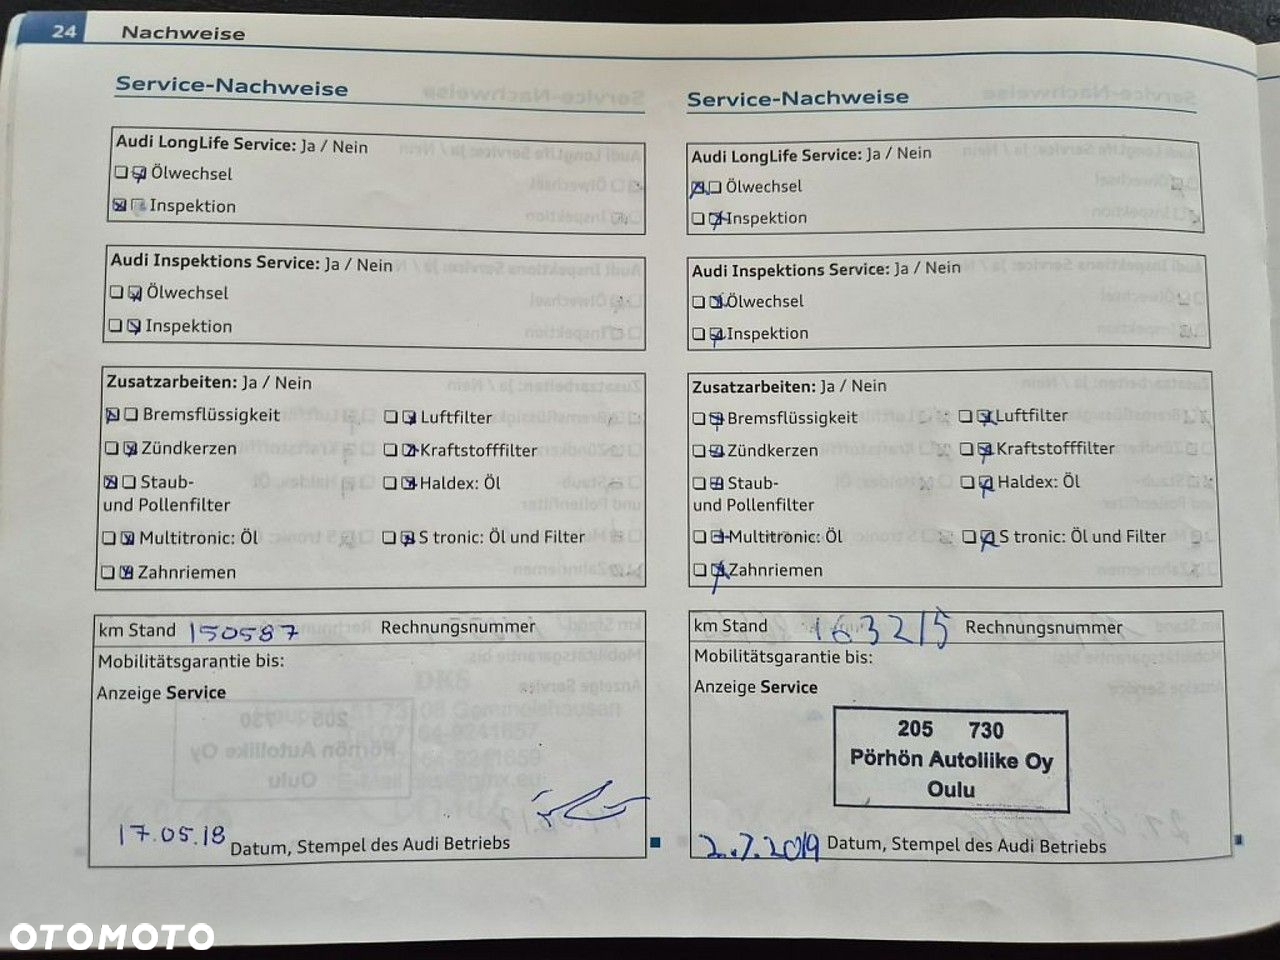 24 Nachweise
Service-Nachweise
Audi LongLife Service: Ja / Nein
Ölwechsel
Inspektion
Audi Inspektions Service: Ja / Nein
Ölwechsel
Inspektion
Zusatzarbeiten: Ja / Nein
Bremsflüssigkeit Luftfilter
Zündkerzen Kraftstofffilter
Staub- Haldex: Öl
und Pollenfilter
Multitronic: Öl S tronic: Öl und Filter
Zahnriemen
km Stand 150587 Rechnungsnummer
Mobilitätsgarantie bis:
Anzeige Service
17.05.18 Datum, Stempel des Audi Betriebs
Service-Nachweise
Audi LongLife Service: Ja / Nein
Ölwechsel
Inspektion
Audi Inspektions Service: Ja / Nein
Ölwechsel
Inspektion
Zusatzarbeiten: Ja / Nein
Bremsflüssigkeit Luftfilter
Zündkerzen Kraftstofffilter
Staub- Haldex: Öl
und Pollenfilter
Multitronic: Öl S tronic: Öl und Filter
Zahnriemen
km Stand 163215 Rechnungsnummer
Mobilitätsgarantie bis:
Anzeige Service
205 730
Pörhön Autoliike Oy
Oulu
2.7.2019 Datum, Stempel des Audi Betriebs
OTOMOTO